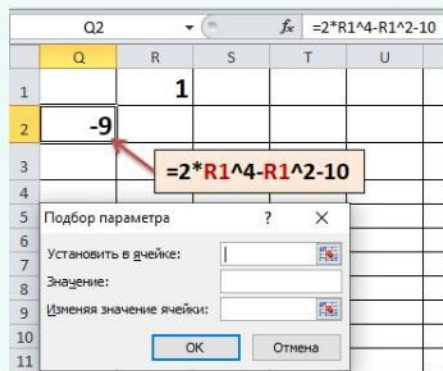 Q2 fx =2*R1^4-R1^2-10
Q R S T U
1 1
2 -9
3 =2*R1^4-R1^2-10
4
5 Подбор параметра ? ×
6 Установить в ячейке:
7
8 Значение:
9 Изменяя значение ячейки:
10 ОК Отмена
11